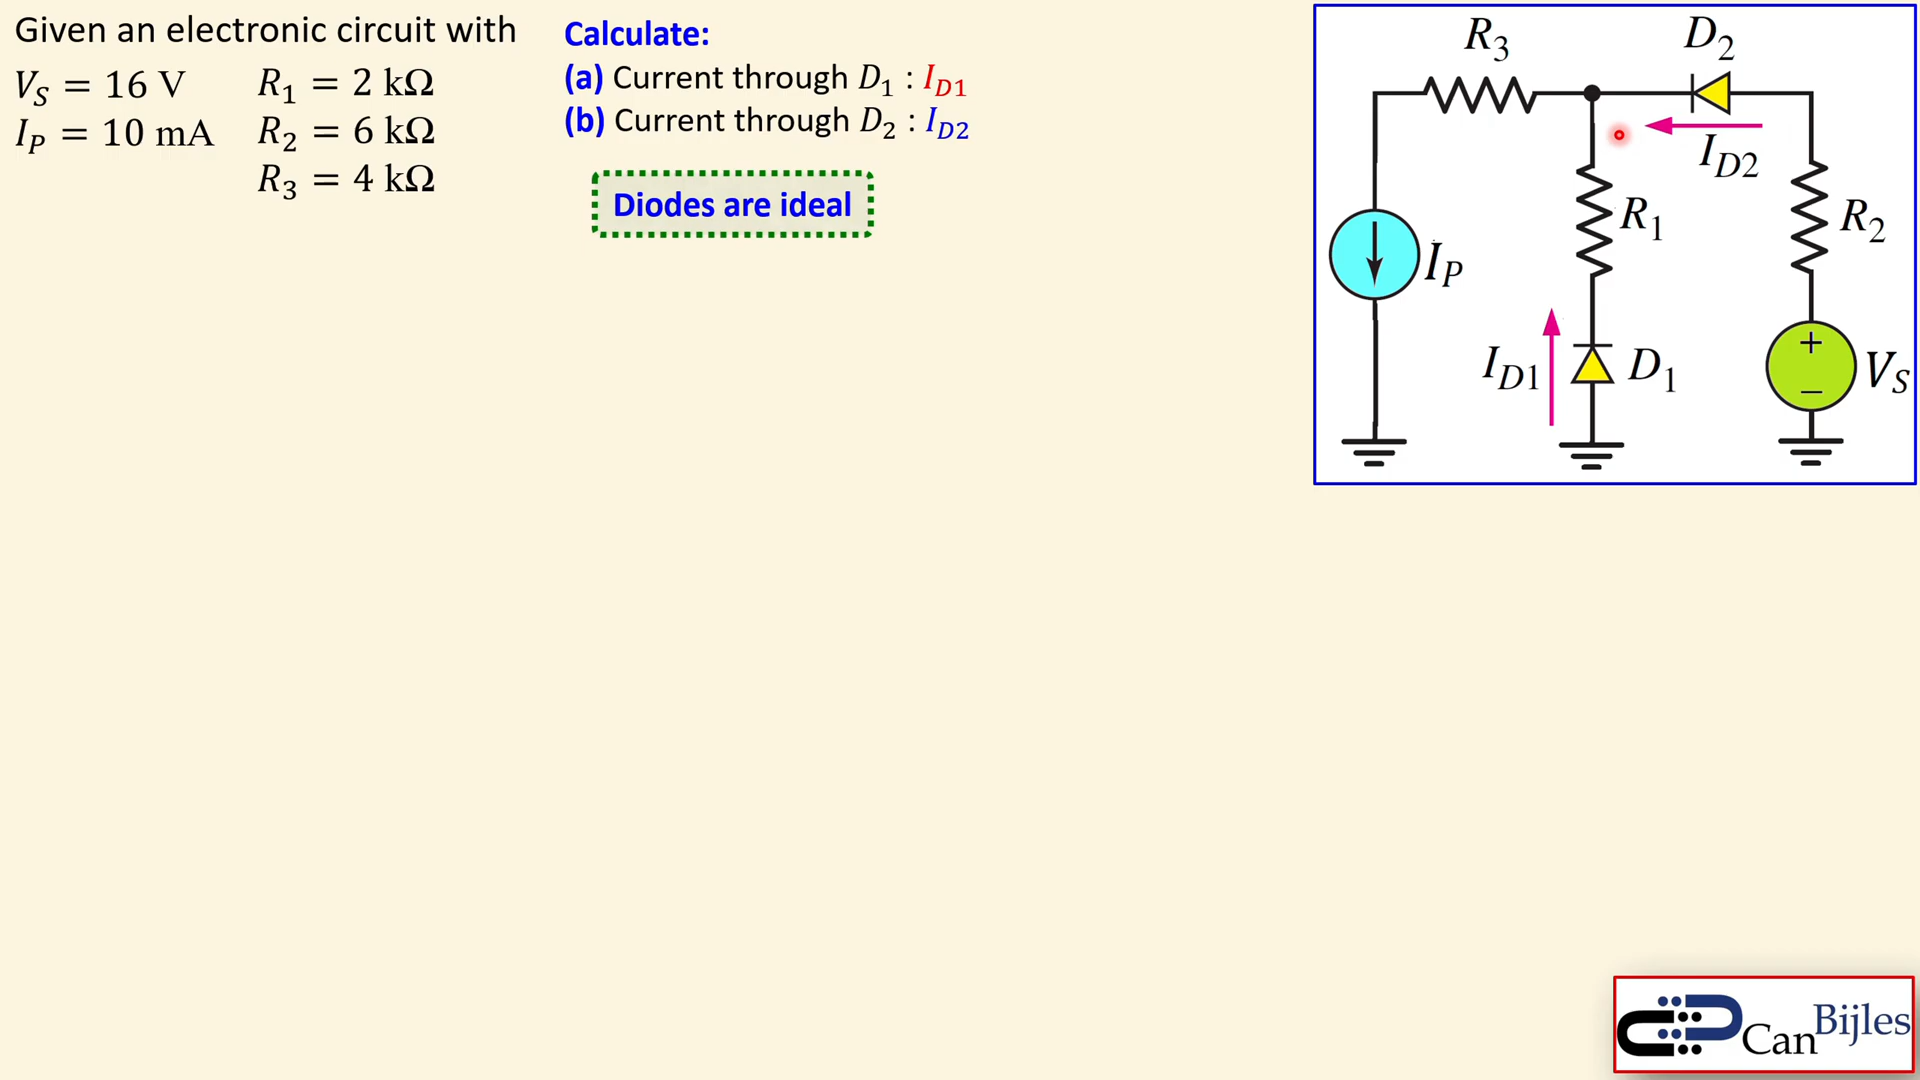 Given an electronic circuit with
V_S = 16 V
I_P = 10 mA
R_1 = 2 kΩ
R_2 = 6 kΩ
R_3 = 4 kΩ
Calculate:
(a) Current through D_1 : I_D1
(b) Current through D_2 : I_D2
Diodes are ideal
R_3
D_2
I_D2
R_1
R_2
I_P
I_D1
D_1
+
−
V_S
CanBijles